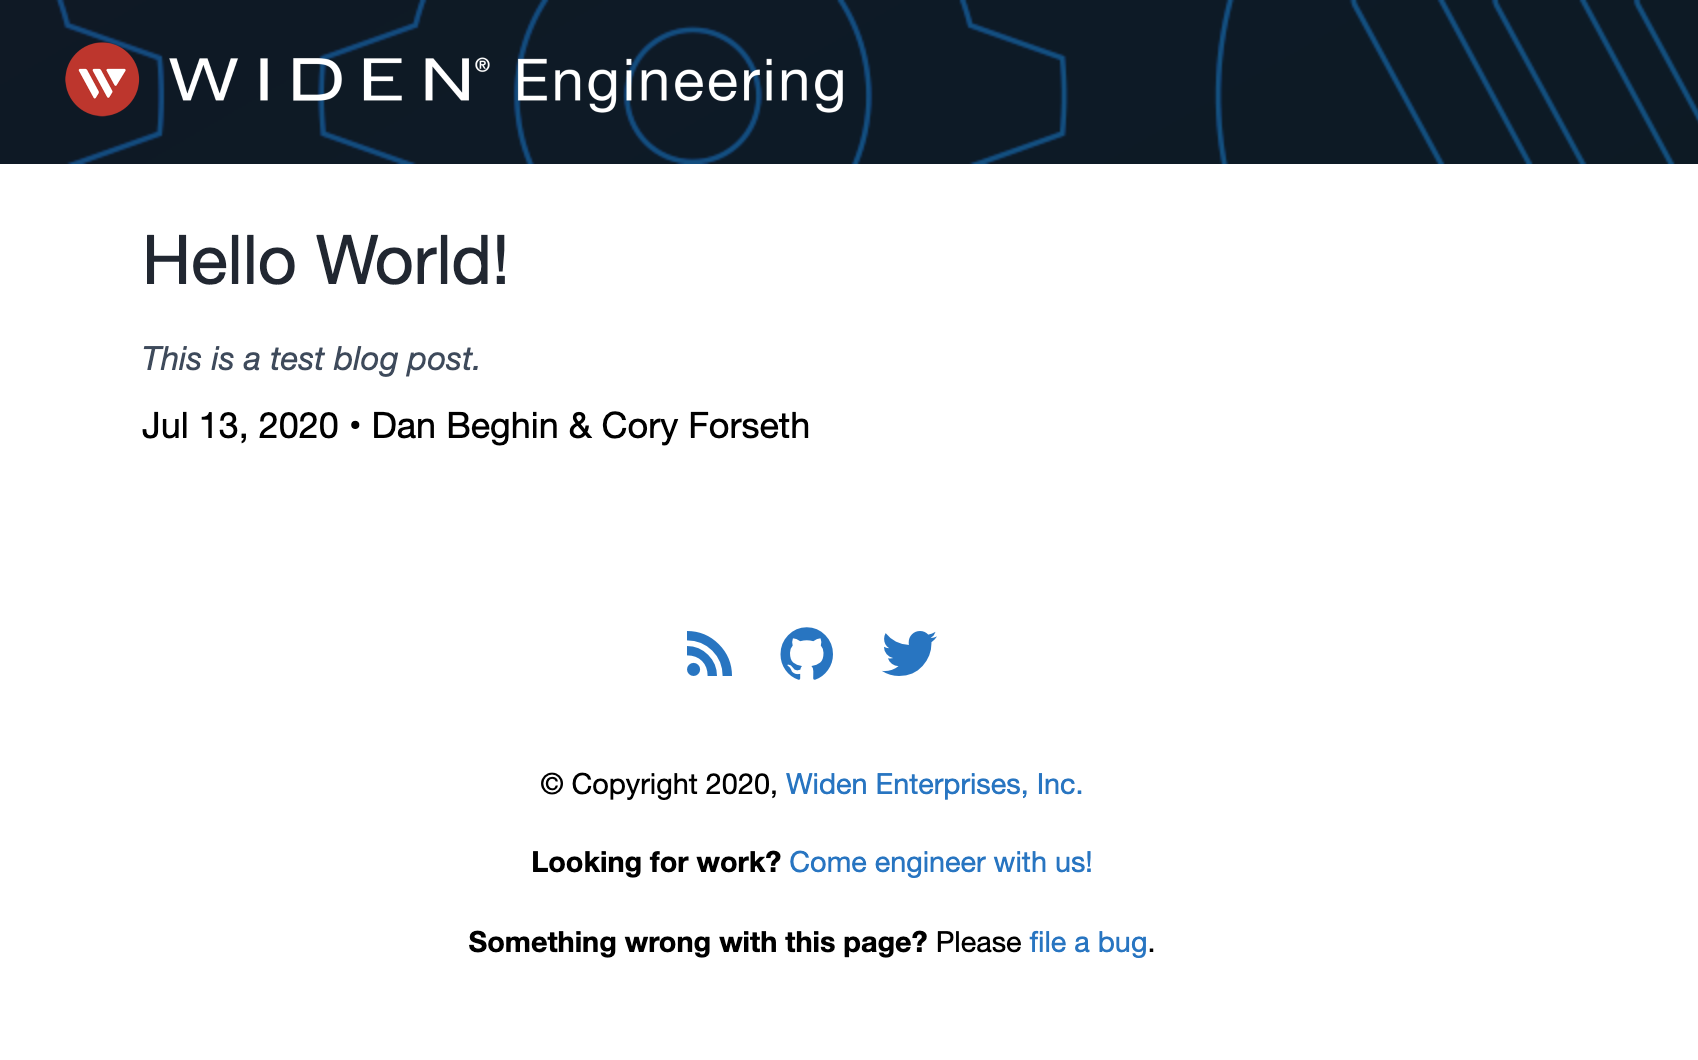 WIDEN® Engineering
Hello World!
This is a test blog post.
Jul 13, 2020 • Dan Beghin & Cory Forseth
© Copyright 2020, Widen Enterprises, Inc.
Looking for work? Come engineer with us!
Something wrong with this page? Please file a bug.